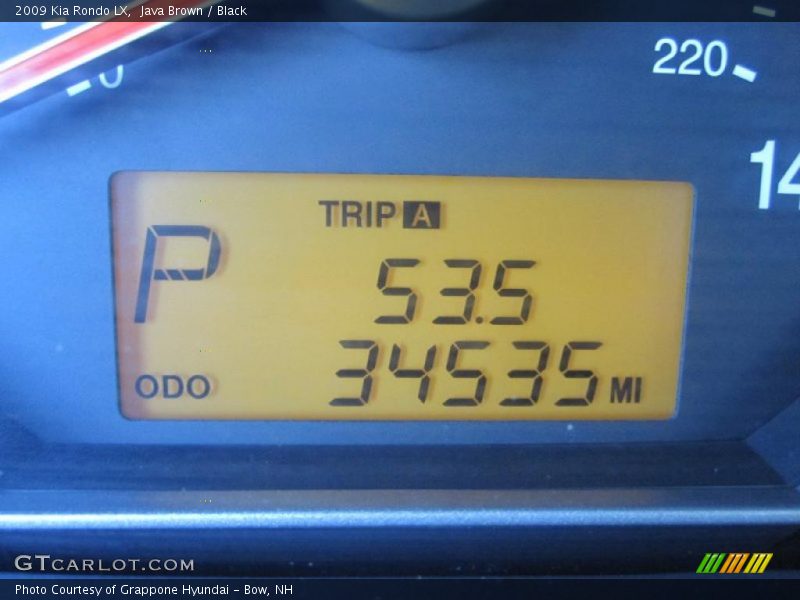 2009 Kia Rondo LX,  Java Brown / Black
0
220
14
TRIP A
P
53.5
ODO 34535 MI
GTCARLOT.COM
Photo Courtesy of Grappone Hyundai - Bow, NH